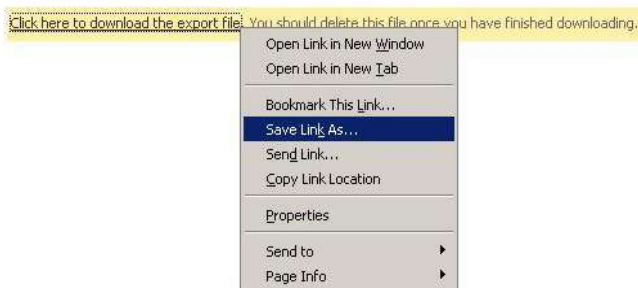 Click here to download the export file. You should delete this file once you have finished downloading.
Open Link in New Window
Open Link in New Tab
Bookmark This Link...
Save Link As...
Send Link...
Copy Link Location
Properties
Send to
Page Info